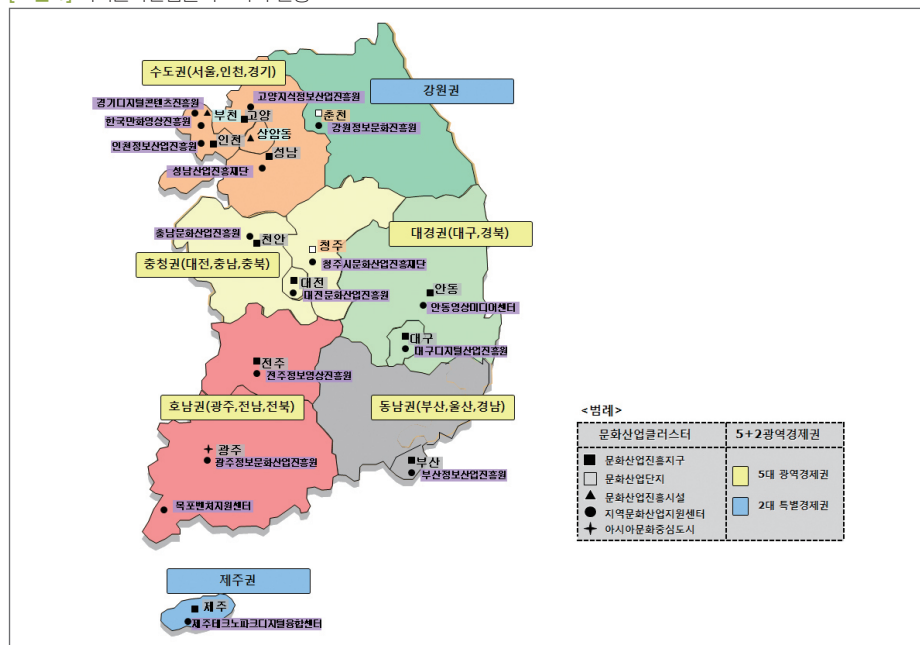 수도권(서울,인천,경기)
강원권
고양지식정보산업진흥원
경기디지털콘텐츠진흥원
부천
고양
춘천
한국만화영상진흥원
강원정보문화진흥원
인천
상암동
인천정보산업진흥원
성남
성남산업진흥재단
대경권(대구,경북)
충남문화산업진흥원
천안
청주
충청권(대전,충남,충북)
청주시문화산업진흥재단
대전
대전문화산업진흥원
안동
안동영상미디어센터
대구
대구디지털산업진흥원
전주
전주정보영상진흥원
호남권(광주,전남,전북)
동남권(부산,울산,경남)
광주
광주정보문화산업진흥원
부산
부산정보산업진흥원
목포벤처지원센터
제주권
제주
제주테크노파크디지털융합센터
<범례>
문화산업클러스터
5+2광역경제권
문화산업진흥지구
문화산업단지
문화산업진흥시설
지역문화산업지원센터
아시아문화중심도시
5대 광역경제권
2대 특별경제권